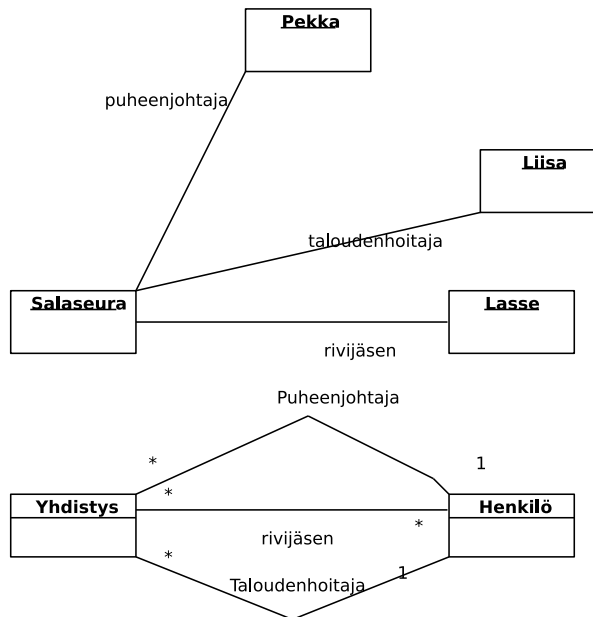 Pekka
puheenjohtaja
Liisa
taloudenhoitaja
Salaseura
Lasse
rivijäsen
Puheenjohtaja
*
1
*
Yhdistys
Henkilö
*
rivijäsen
*
1
Taloudenhoitaja